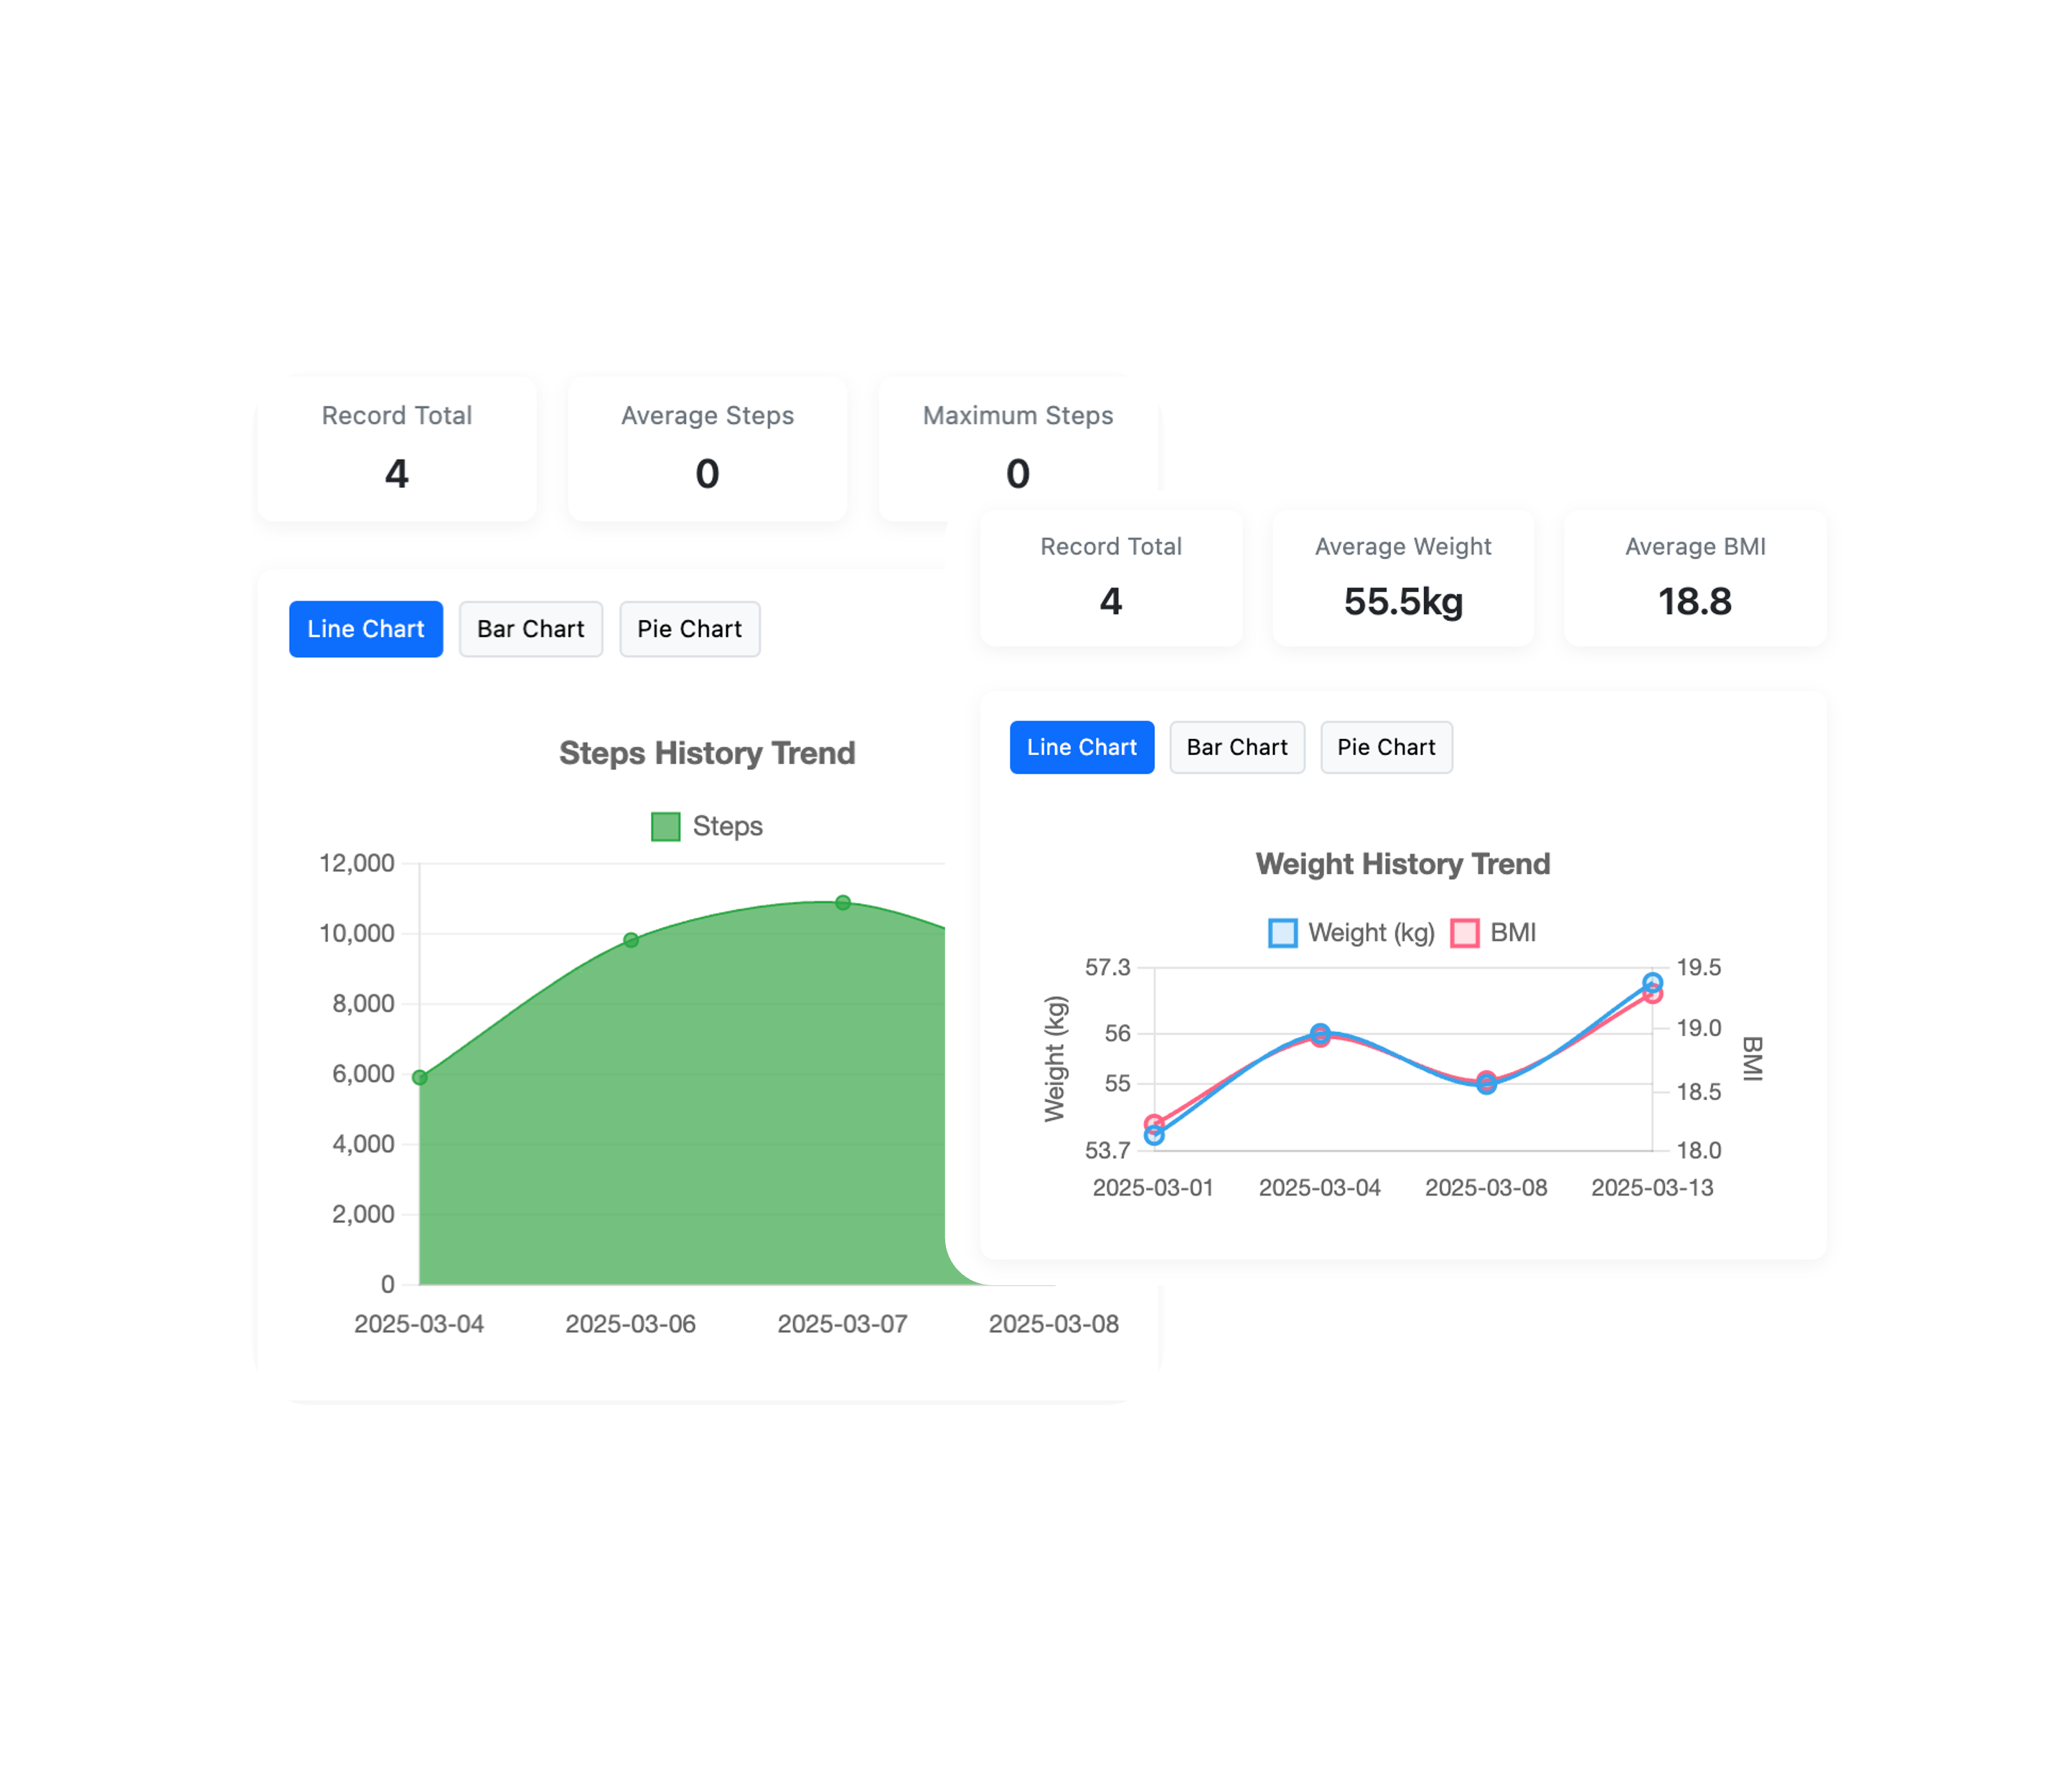 Record Total
4
Average Steps
0
Maximum Steps
0
Line Chart
Bar Chart
Pie Chart
Steps History Trend
Steps
12,000
10,000
8,000
6,000
4,000
2,000
0
2025-03-04 2025-03-06 2025-03-07 2025-03-08
Record Total
4
Average Weight
55.5kg
Average BMI
18.8
Line Chart
Bar Chart
Pie Chart
Weight History Trend
Weight (kg) BMI
Weight (kg)
57.3
56
55
53.7
19.5
19.0
18.5
18.0
BMI
2025-03-01 2025-03-04 2025-03-08 2025-03-13